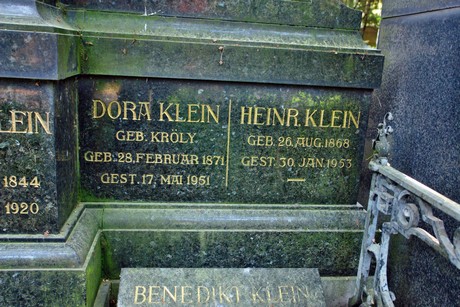 KLEIN
1844
1920
DORA KLEIN
GEB. KRÖLY.
GEB. 28. FEBRUAR 1871
GEST. 17. MAI 1951
HEINR. KLEIN
GEB. 26. AUG. 1868
GEST. 30. JAN. 1953
BENEDIKT KLEIN